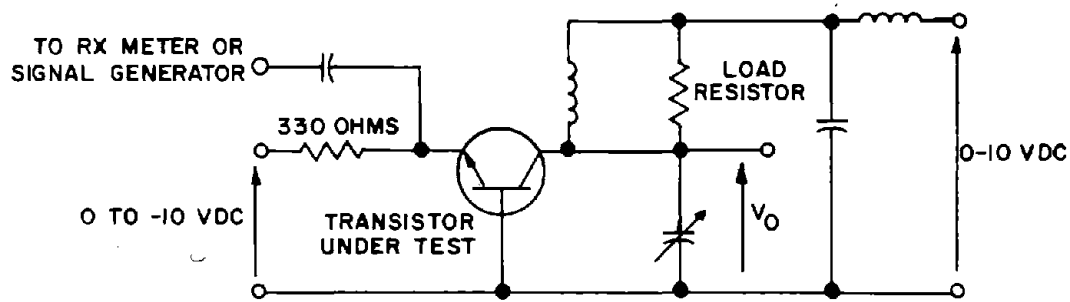 TO RX METER OR
SIGNAL GENERATOR
330 OHMS
LOAD
RESISTOR
0-10 VDC
0 TO -10 VDC
TRANSISTOR
UNDER TEST
VO